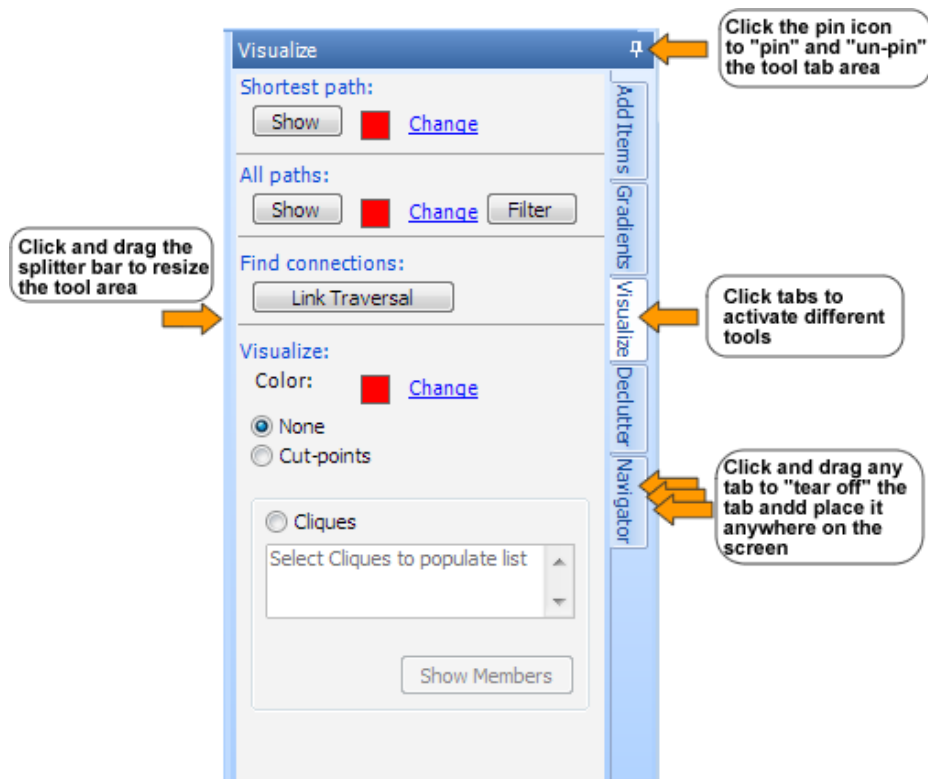 Click the pin icon
to "pin" and "un-pin"
the tool tab area
Visualize
Shortest path:
Show Change
All paths:
Show Change Filter
Find connections:
Link Traversal
Visualize:
Color: Change
None
Cut-points
Cliques
Select Cliques to populate list
Show Members
Add Items
Gradients
Visualize
Declutter
Navigator
Click and drag the
splitter bar to resize
the tool area
Click tabs to
activate different
tools
Click and drag any
tab to "tear off" the
tab andd place it
anywhere on the
screen